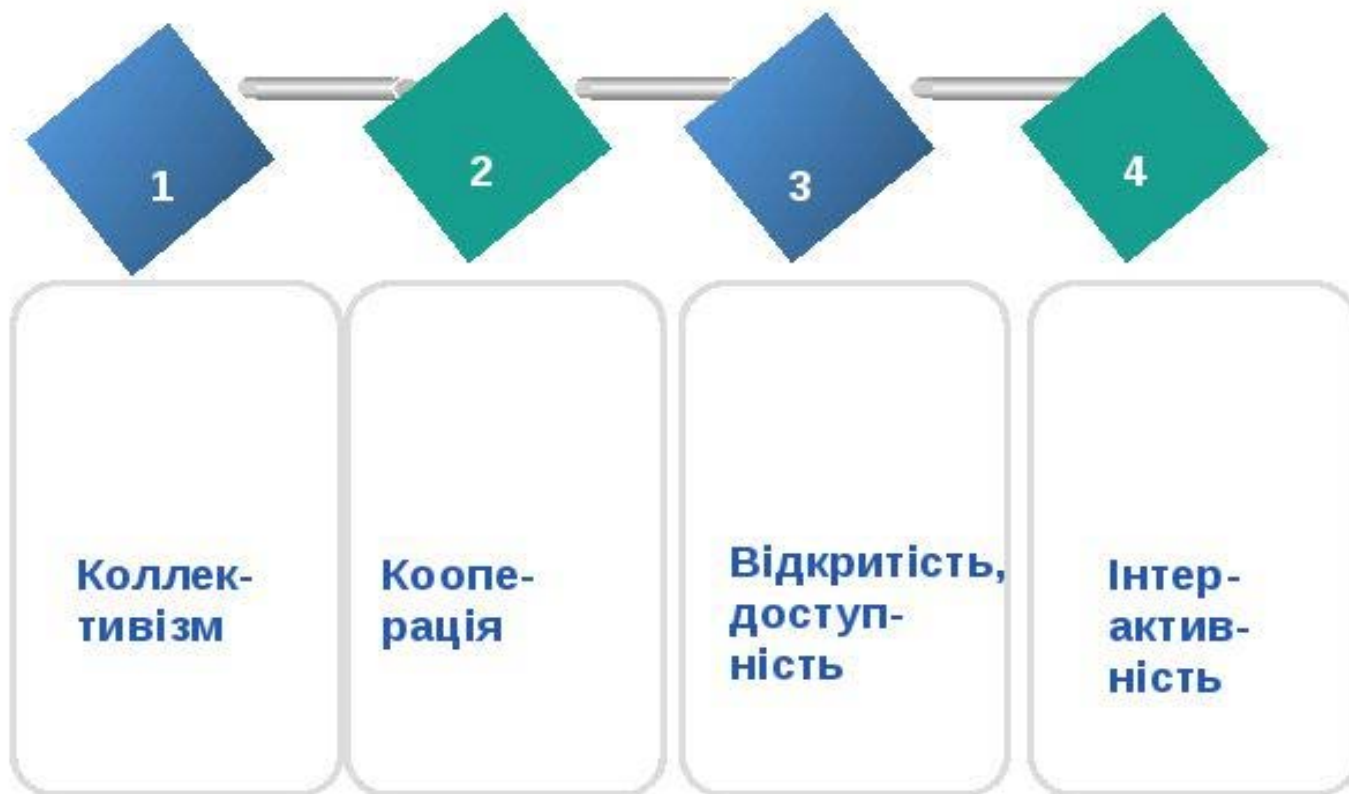 1
2
3
4
Коллек-
тивізм
Коопе-
рація
Відкритість,
доступ-
ність
Інтер-
актив-
ність